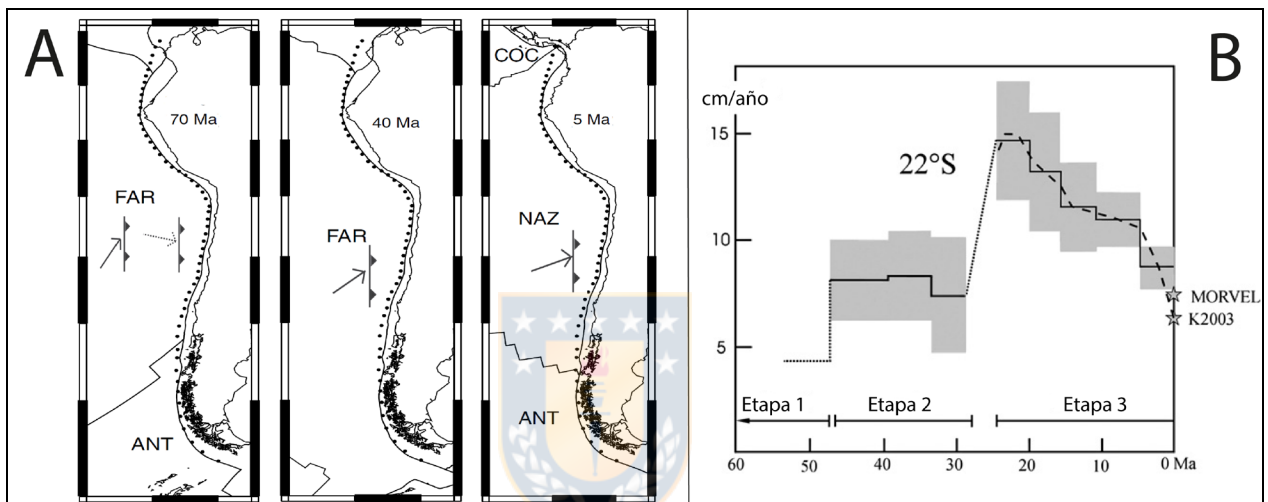 A
70 Ma
FAR
ANT
40 Ma
FAR
COC
5 Ma
NAZ
ANT
B
cm/año
15
10
5
22°S
MORVEL
K2003
Etapa 1
Etapa 2
Etapa 3
60
50
40
30
20
10
0 Ma